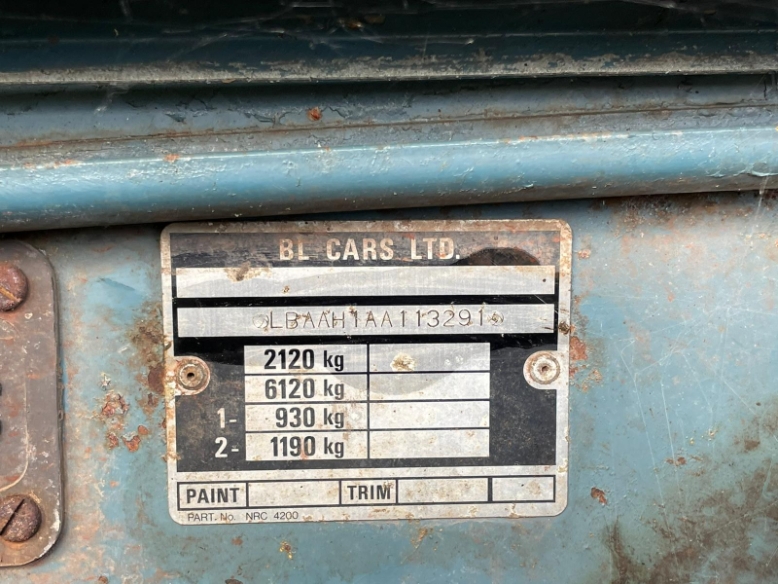 BL CARS LTD.
LBAAH1AA113291
2120 kg
6120 kg
1- 930 kg
2- 1190 kg
PAINT TRIM
PART. No. NRC 4200